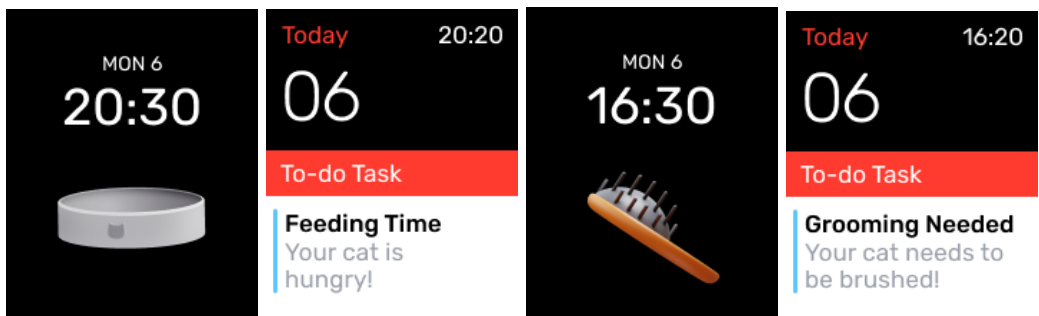 MON 6
20:30
Today 20:20
06
To-do Task
Feeding Time
Your cat is
hungry!
MON 6
16:30
Today 16:20
06
To-do Task
Grooming Needed
Your cat needs to
be brushed!